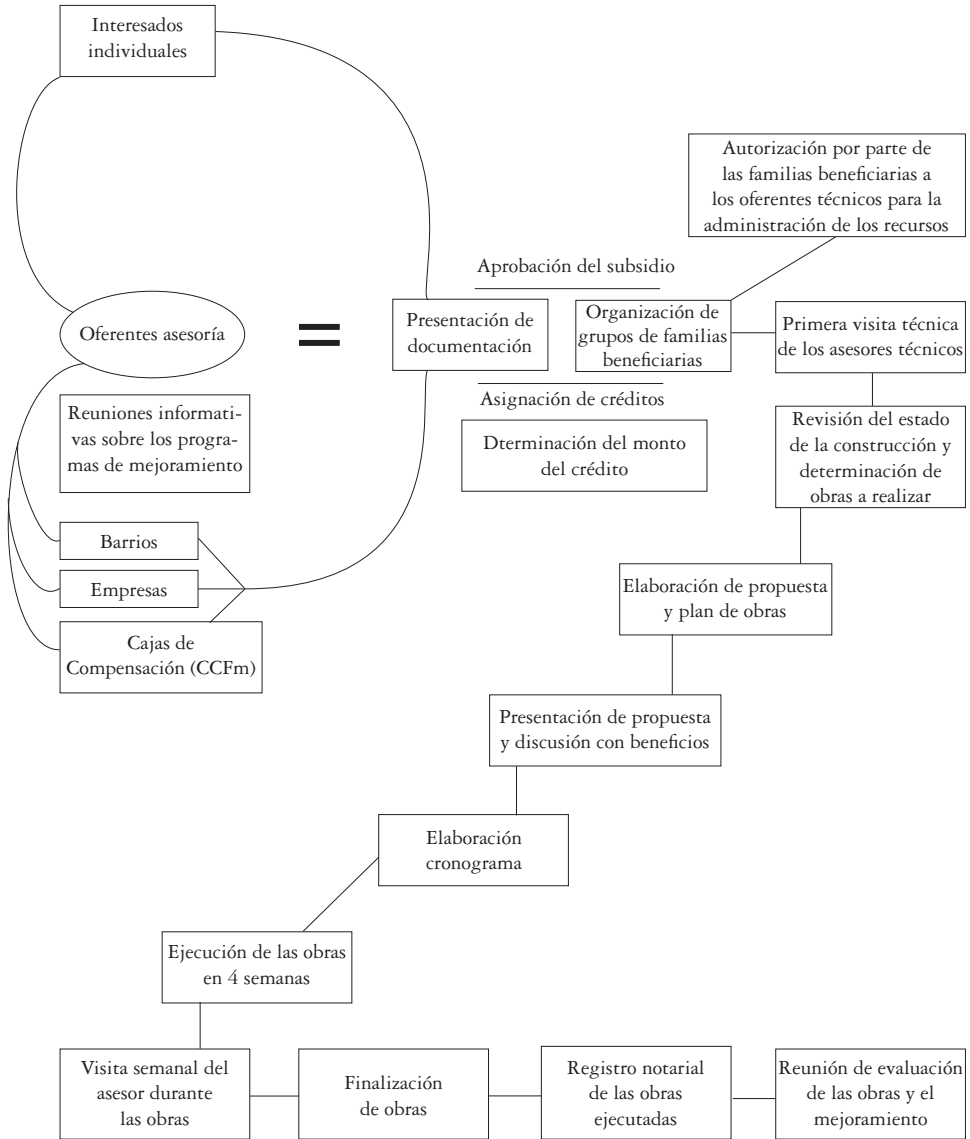 Interesados
individuales
Autorización por parte de
las familias beneficiarias a
los oferentes técnicos para la
administración de los recursos
Aprobación del subsidio
Oferentes asesoría
=
Presentación de
documentación
Organización de
grupos de familias
beneficiarias
Primera visita técnica
de los asesores técnicos
Asignación de créditos
Reuniones informati-
vas sobre los progra-
mas de mejoramiento
Dterminación del monto
del crédito
Revisión del estado
de la construcción y
determinación de
obras a realizar
Barrios
Empresas
Cajas de
Compensación (CCFm)
Elaboración de propuesta
y plan de obras
Presentación de propuesta
y discusión con beneficios
Elaboración
cronograma
Ejecución de las obras
en 4 semanas
Visita semanal del
asesor durante
las obras
Finalización
de obras
Registro notarial
de las obras
ejecutadas
Reunión de evaluación
de las obras y el
mejoramiento